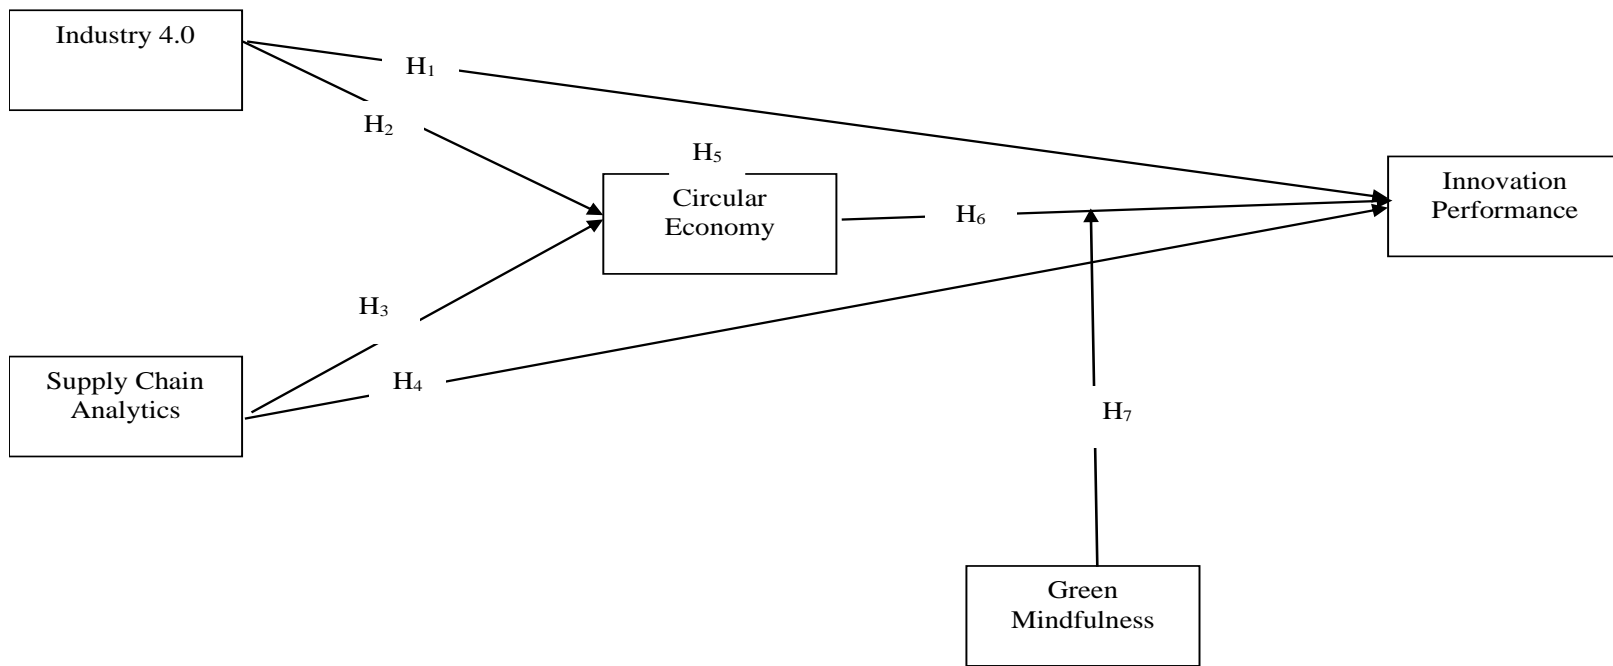 Industry 4.0
H₁
H₂
H₅
Circular
Economy
Innovation
Performance
H₆
H₃
Supply Chain
Analytics
H₄
H₇
Green
Mindfulness